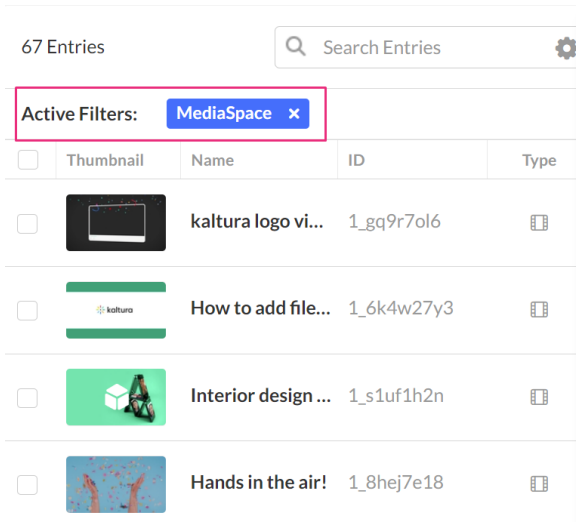 67 Entries
Search Entries
Active Filters: MediaSpace ×
Thumbnail Name ID Type
kaltura logo vi... 1_gq9r7ol6
kaltura
How to add file... 1_6k4w27y3
Interior design ... 1_s1uf1h2n
Hands in the air! 1_8hej7e18